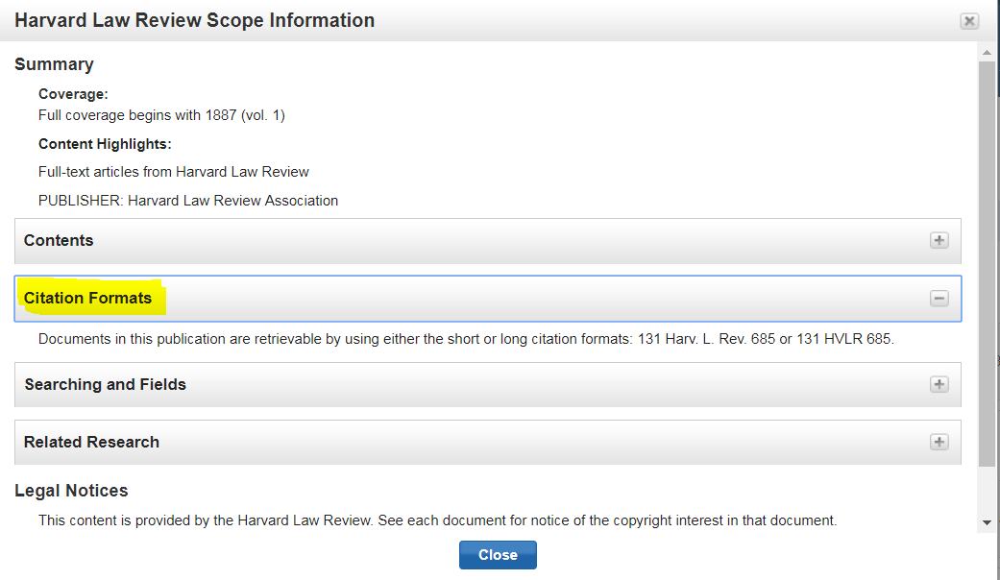 Harvard Law Review Scope Information
Summary
Coverage:
Full coverage begins with 1887 (vol. 1)
Content Highlights:
Full-text articles from Harvard Law Review
PUBLISHER: Harvard Law Review Association
Contents
Citation Formats
Documents in this publication are retrievable by using either the short or long citation formats: 131 Harv. L. Rev. 685 or 131 HVLR 685.
Searching and Fields
Related Research
Legal Notices
This content is provided by the Harvard Law Review. See each document for notice of the copyright interest in that document.
Close